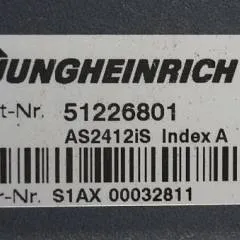 JUNGHEINRICH
t-Nr. 51226801
AS2412iS Index A
r-Nr. S1AX 00032811